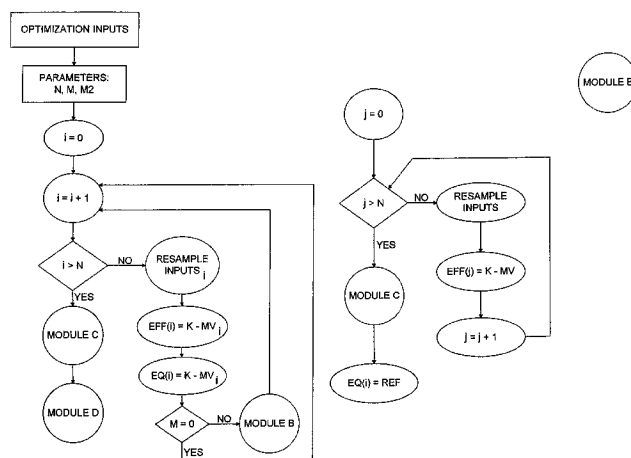 OPTIMIZATION INPUTS
PARAMETERS:
N, M, M2
i = 0
i = i + 1
i > N
NO
YES
RESAMPLE
INPUTS i
EFF(i) = K - MV i
EQ(i) = K - MV i
M = 0
NO
YES
MODULE B
MODULE C
MODULE D
j = 0
j > N
NO
YES
RESAMPLE
INPUTS
EFF(j) = K - MV
j = j + 1
MODULE C
EQ(i) = REF
MODULE